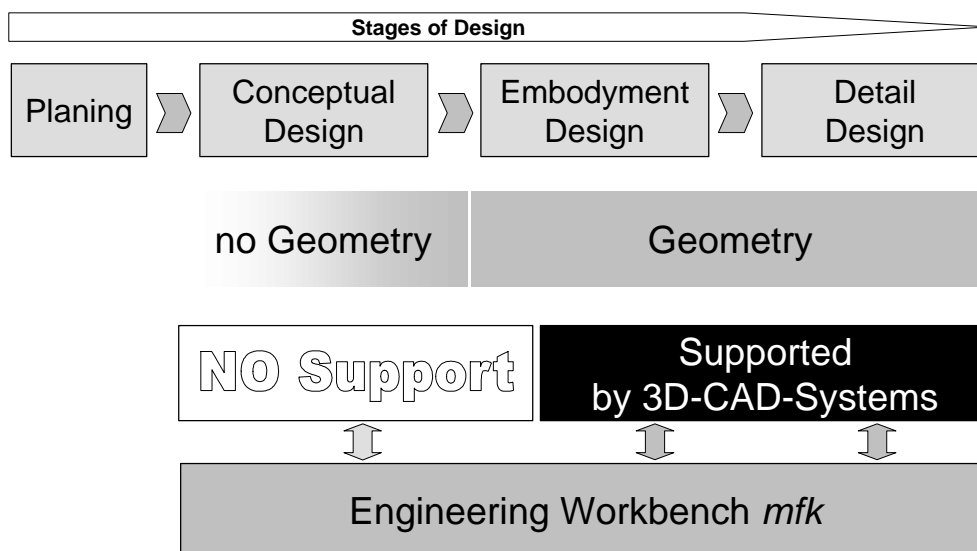 Stages of Design
Planing
Conceptual
Design
Embodyment
Design
Detail
Design
no Geometry
Geometry
NO Support
Supported
by 3D-CAD-Systems
Engineering Workbench mfk